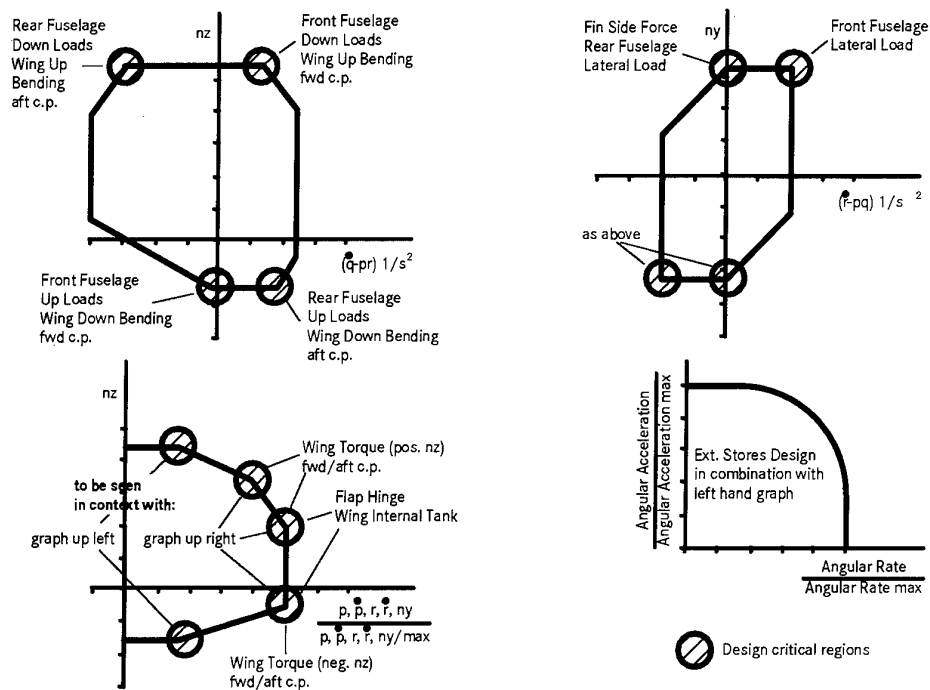 Rear Fuselage
Down Loads
Wing Up
Bending
aft c.p.
nz
Front Fuselage
Down Loads
Wing Up Bending
fwd c.p.
(q̇-pr) 1/s²
Front Fuselage
Up Loads
Wing Down Bending
fwd c.p.
Rear Fuselage
Up Loads
Wing Down Bending
aft c.p.
Fin Side Force
Rear Fuselage
Lateral Load
ny
Front Fuselage
Lateral Load
(ṙ-pq) 1/s ²
as above
nz
Wing Torque (pos. nz)
fwd/aft c.p.
to be seen
in context with:
Flap Hinge
Wing Internal Tank
graph up left
graph up right
p, ṗ, r, ṙ, ny
p, ṗ, r, ṙ, ny/max
Wing Torque (neg. nz)
fwd/aft c.p.
Angular Acceleration
Angular Acceleration max
Ext. Stores Design
in combination with
left hand graph
Angular Rate
Angular Rate max
Design critical regions